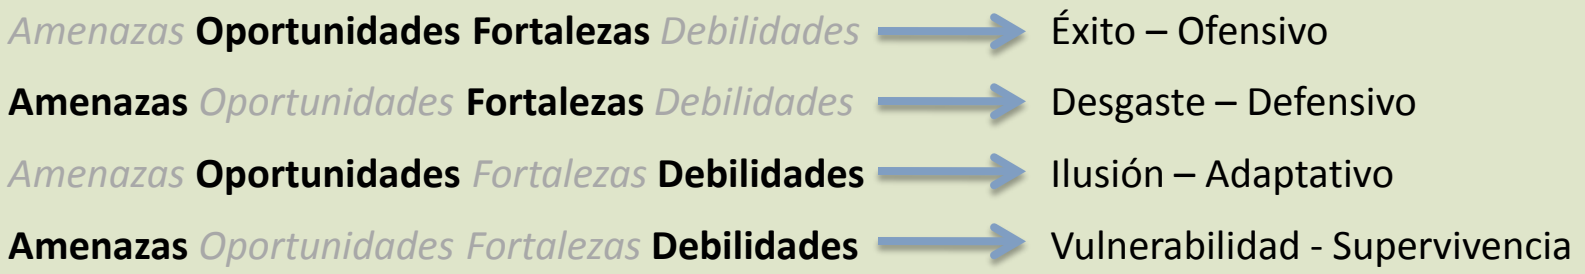 Amenazas Oportunidades Fortalezas Debilidades Éxito – Ofensivo
Amenazas Oportunidades Fortalezas Debilidades Desgaste – Defensivo
Amenazas Oportunidades Fortalezas Debilidades Ilusión – Adaptativo
Amenazas Oportunidades Fortalezas Debilidades Vulnerabilidad - Supervivencia